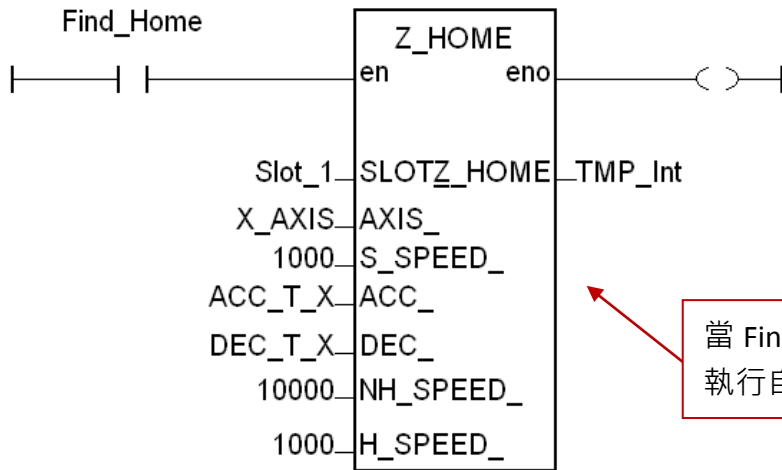 Find_Home
Z_HOME
en eno
Slot_1 SLOTZ_HOME TMP_Int
X_AXIS AXIS_
1000 S_SPEED_
ACC_T_X ACC_
DEC_T_X DEC_
10000 NH_SPEED_
1000 H_SPEED_
當 Fin
執行